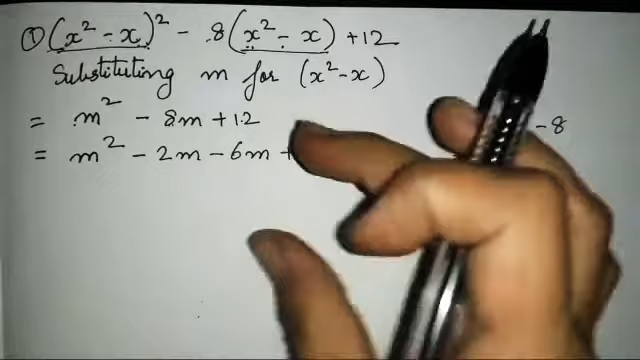 ① (x² - x)² - 8(x² - x) + 12
Substituting m for (x² - x)
= m² - 8m + 12
= m² - 2m - 6m +
- 8